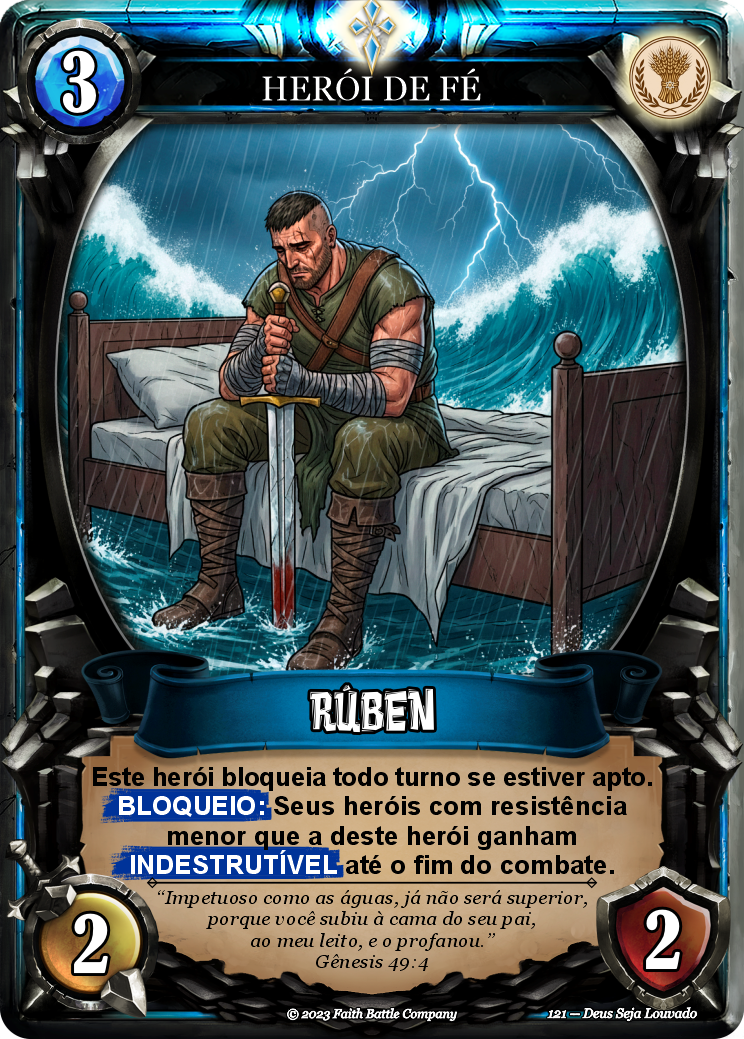 3
HERÓI DE FÉ
RÚBEN
Este herói bloqueia todo turno se estiver apto.
BLOQUEIO: Seus heróis com resistência
menor que a deste herói ganham
INDESTRUTÍVEL até o fim do combate.
“Impetuoso como as águas, já não será superior,
porque você subiu à cama do seu pai,
ao meu leito, e o profanou.”
Gênesis 49:4
2
2
© 2023 Faith Battle Company
121 — Deus Seja Louvado